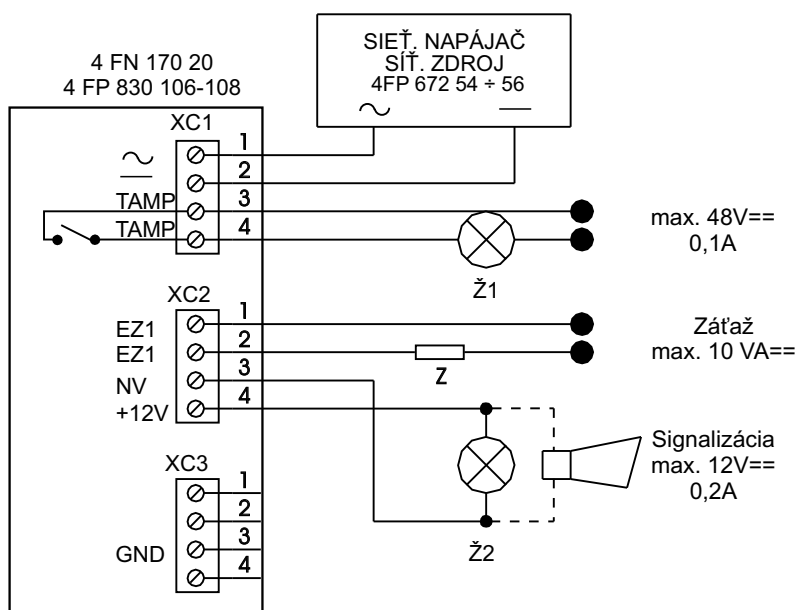 4 FN 170 20
4 FP 830 106-108
SIEŤ. NAPÁJAČ
SÍŤ. ZDROJ
4FP 672 54 ÷ 56
XC1
1
2
TAMP
3
TAMP
4
Ž1
max. 48V==
0,1A
XC2
1
EZ1
2
EZ1
3
NV
4
+12V
Z
Záťaž
max. 10 VA==
Signalizácia
max. 12V==
0,2A
Ž2
XC3
1
2
3
GND
4